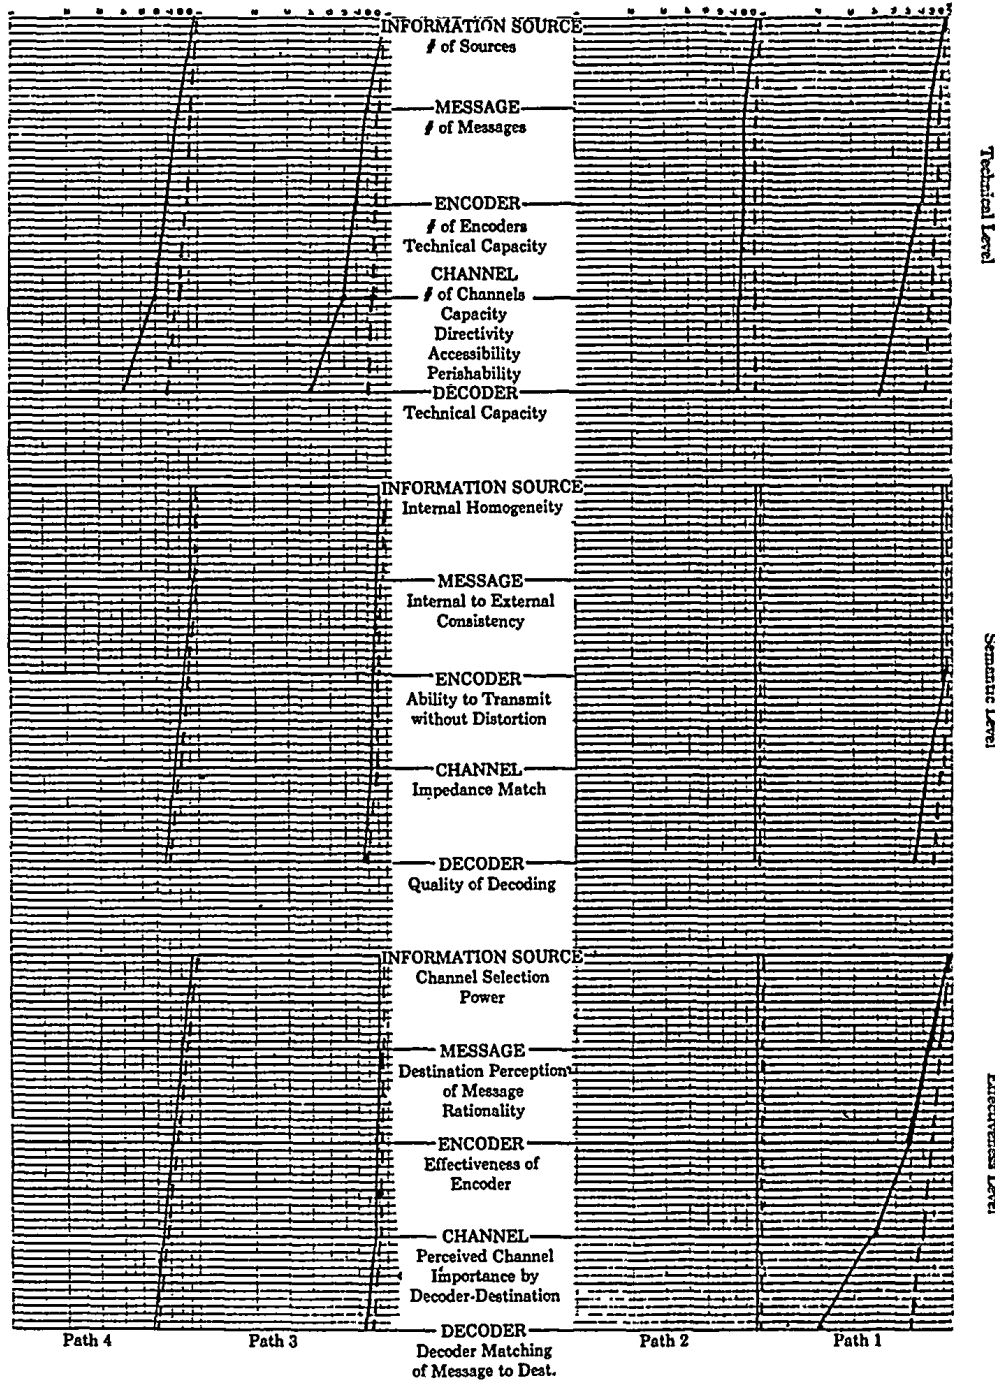 INFORMATION SOURCE
# of Sources
MESSAGE
# of Messages
ENCODER
# of Encoders
Technical Capacity
CHANNEL
# of Channels
Capacity
Directivity
Accessibility
Perishability
DECODER
Technical Capacity
Technical Level
INFORMATION SOURCE
Internal Homogeneity
MESSAGE
Internal to External
Consistency
ENCODER
Ability to Transmit
without Distortion
CHANNEL
Impedance Match
DECODER
Quality of Decoding
Semantic Level
INFORMATION SOURCE
Channel Selection
Power
MESSAGE
Destination Perception
of Message
Rationality
ENCODER
Effectiveness of
Encoder
CHANNEL
Perceived Channel
Importance by
Decoder-Destination
DECODER
Decoder Matching
of Message to Dest.
Effectiveness Level
Path 4
Path 3
Path 2
Path 1